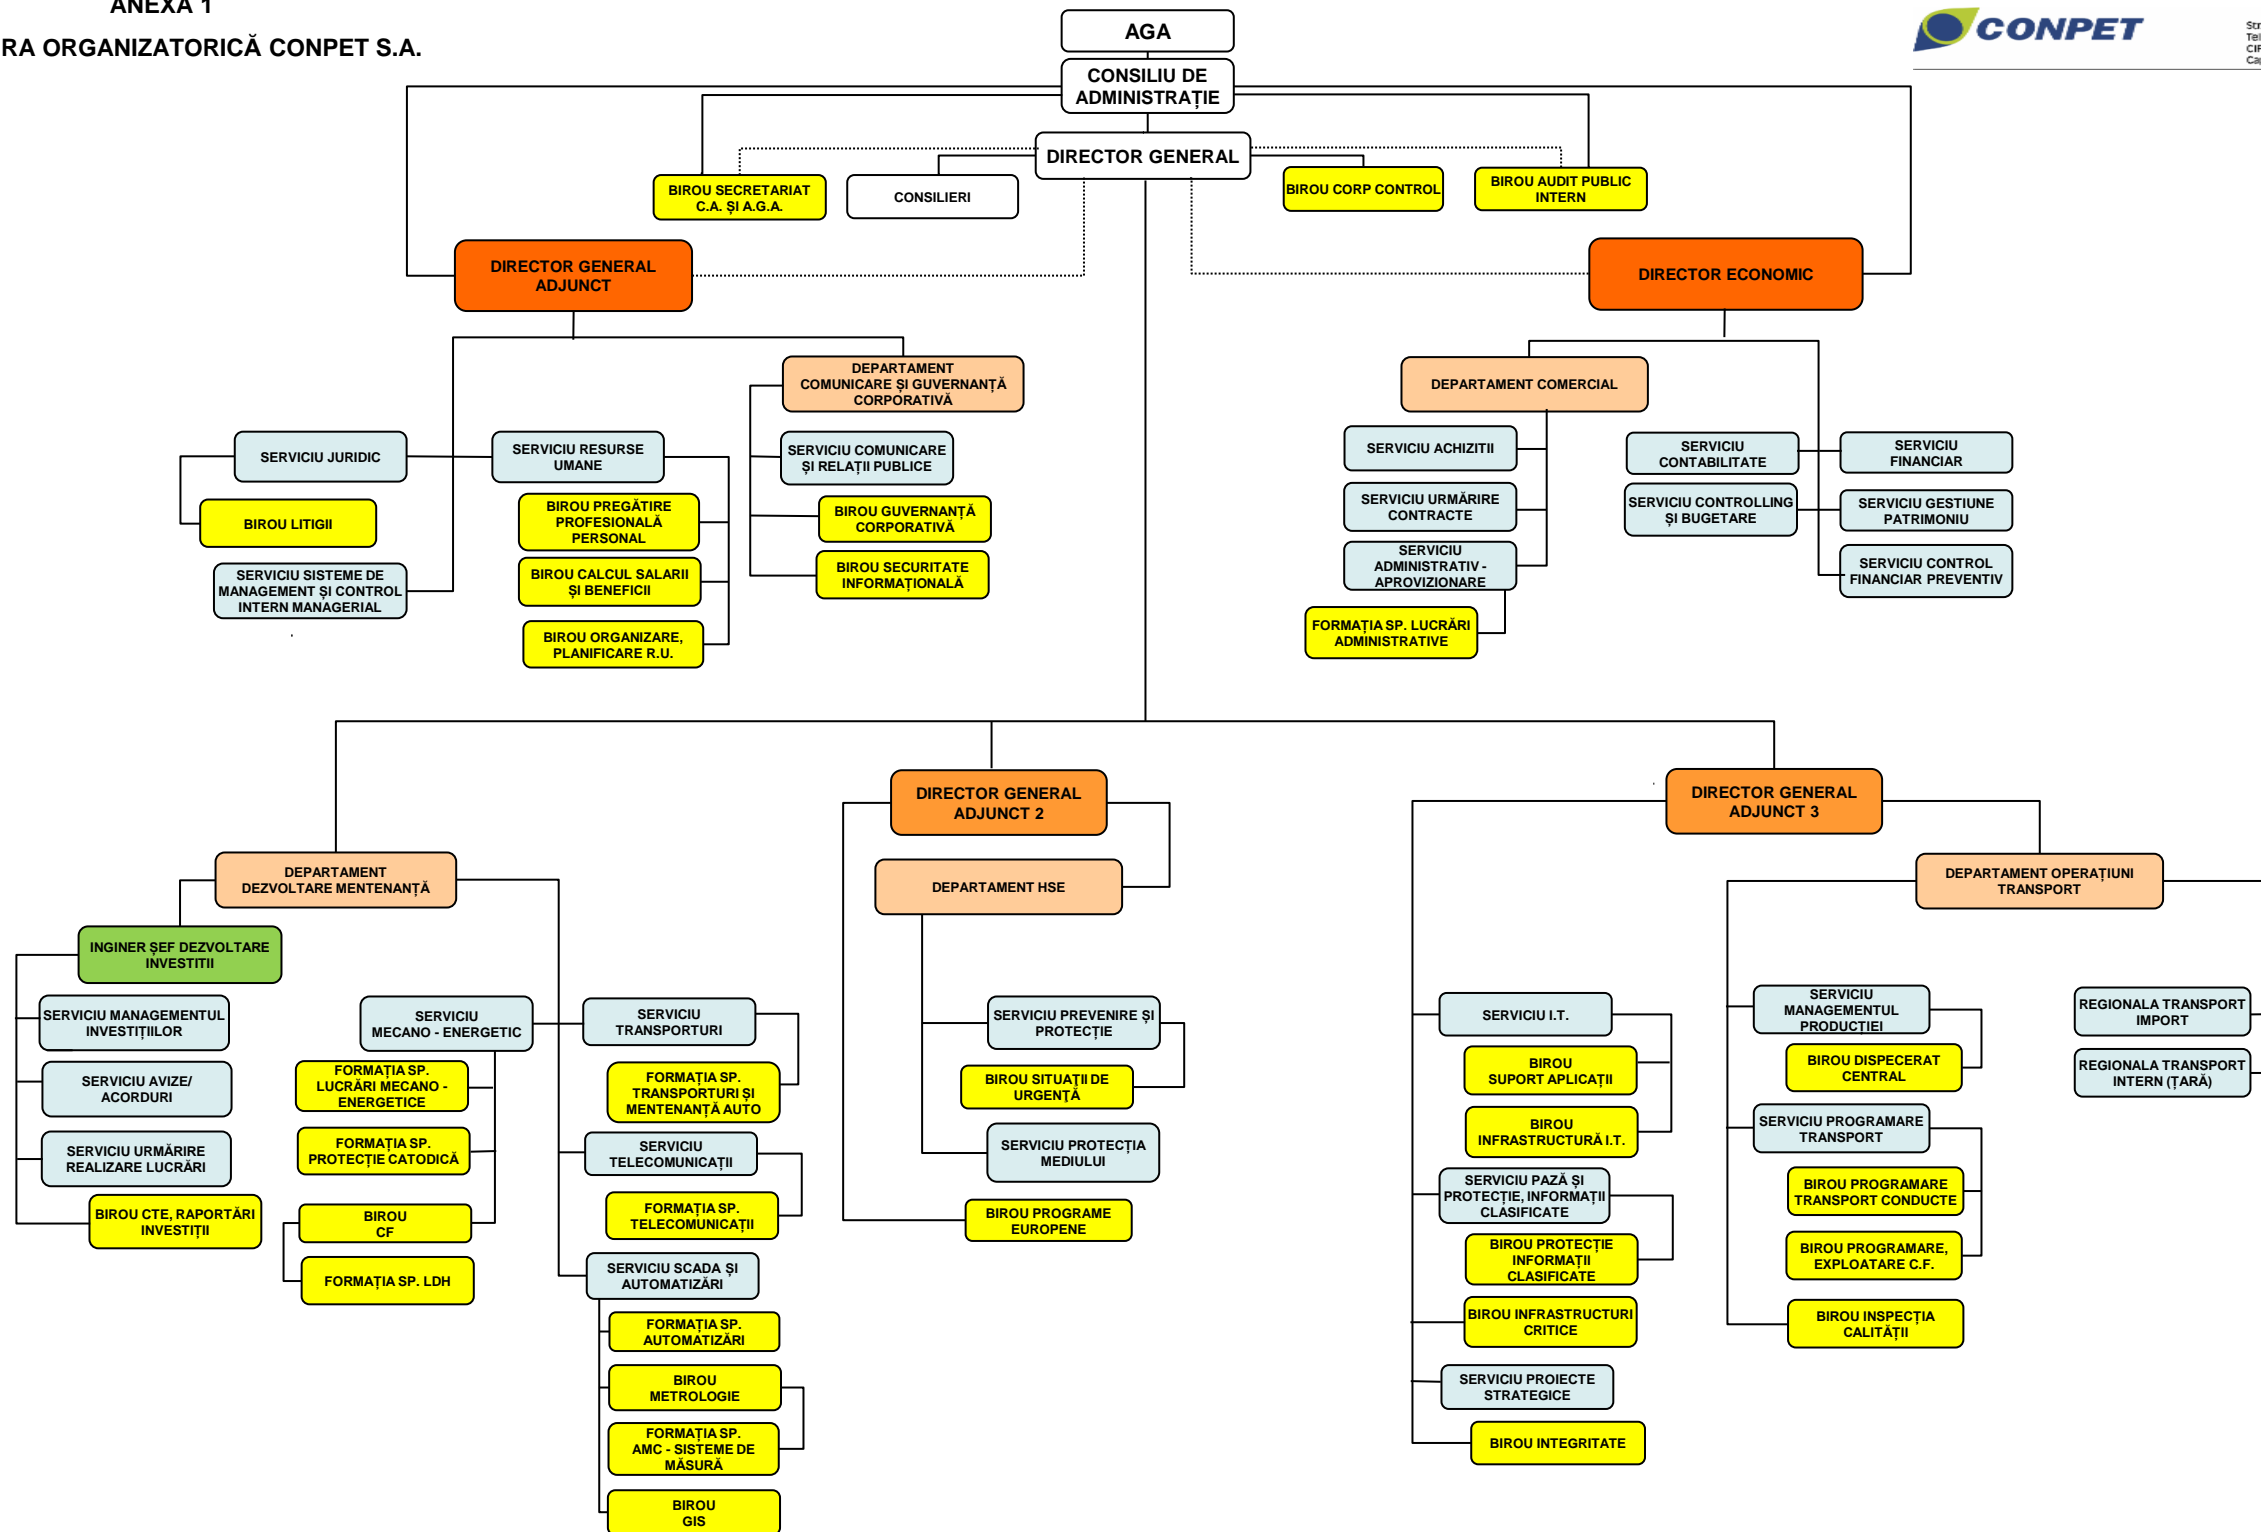 ANEXA 1
RA ORGANIZATORICĂ CONPET S.A.
CONPET
AGA
CONSILIU DE
ADMINISTRAȚIE
DIRECTOR GENERAL
BIROU SECRETARIAT
C.A. ȘI A.G.A.
CONSILIERI
BIROU CORP CONTROL
BIROU AUDIT PUBLIC
INTERN
DIRECTOR GENERAL
ADJUNCT
DIRECTOR ECONOMIC
DEPARTAMENT
COMUNICARE ȘI GUVERNANȚĂ
CORPORATIVĂ
DEPARTAMENT COMERCIAL
SERVICIU JURIDIC
SERVICIU RESURSE
UMANE
SERVICIU COMUNICARE
ȘI RELAȚII PUBLICE
BIROU LITIGII
BIROU PREGĂTIRE
PROFESIONALĂ
PERSONAL
BIROU GUVERNANȚĂ
CORPORATIVĂ
SERVICIU SISTEME DE
MANAGEMENT ȘI CONTROL
INTERN MANAGERIAL
BIROU CALCUL SALARII
ȘI BENEFICII
BIROU SECURITATE
INFORMAȚIONALĂ
BIROU ORGANIZARE,
PLANIFICARE R.U.
SERVICIU ACHIZITII
SERVICIU URMĂRIRE
CONTRACTE
SERVICIU
ADMINISTRATIV -
APROVIZIONARE
FORMAȚIA SP. LUCRĂRI
ADMINISTRATIVE
SERVICIU
CONTABILITATE
SERVICIU
FINANCIAR
SERVICIU CONTROLLING
ȘI BUGETARE
SERVICIU GESTIUNE
PATRIMONIU
SERVICIU CONTROL
FINANCIAR PREVENTIV
DIRECTOR GENERAL
ADJUNCT 2
DIRECTOR GENERAL
ADJUNCT 3
DEPARTAMENT
DEZVOLTARE MENTENANȚĂ
DEPARTAMENT HSE
DEPARTAMENT OPERAȚIUNI
TRANSPORT
INGINER ȘEF DEZVOLTARE
INVESTITII
SERVICIU MANAGEMENTUL
INVESTIȚIILOR
SERVICIU AVIZE/
ACORDURI
SERVICIU URMĂRIRE
REALIZARE LUCRĂRI
BIROU CTE, RAPORTĂRI
INVESTIȚII
SERVICIU
MECANO - ENERGETIC
FORMAȚIA SP.
LUCRĂRI MECANO -
ENERGETICE
FORMAȚIA SP.
PROTECȚIE CATODICĂ
BIROU
CF
FORMAȚIA SP. LDH
SERVICIU
TRANSPORTURI
FORMAȚIA SP.
TRANSPORTURI ȘI
MENTENANȚĂ AUTO
SERVICIU
TELECOMUNICAȚII
FORMAȚIA SP.
TELECOMUNICAȚII
SERVICIU SCADA ȘI
AUTOMATIZĂRI
FORMAȚIA SP.
AUTOMATIZĂRI
BIROU
METROLOGIE
FORMAȚIA SP.
AMC - SISTEME DE
MĂSURĂ
BIROU
GIS
SERVICIU PREVENIRE ȘI
PROTECȚIE
BIROU SITUAŢII DE
URGENŢĂ
SERVICIU PROTECȚIA
MEDIULUI
BIROU PROGRAME
EUROPENE
SERVICIU I.T.
BIROU
SUPORT APLICAȚII
BIROU
INFRASTRUCTURĂ I.T.
SERVICIU PAZĂ ȘI
PROTECȚIE, INFORMAȚII
CLASIFICATE
BIROU PROTECȚIE
INFORMAȚII
CLASIFICATE
BIROU INFRASTRUCTURI
CRITICE
SERVICIU PROIECTE
STRATEGICE
BIROU INTEGRITATE
SERVICIU
MANAGEMENTUL
PRODUCȚIEI
BIROU DISPECERAT
CENTRAL
SERVICIU PROGRAMARE
TRANSPORT
BIROU PROGRAMARE
TRANSPORT CONDUCTE
BIROU PROGRAMARE,
EXPLOATARE C.F.
BIROU INSPECȚIA
CALITĂȚII
REGIONALA TRANSPORT
IMPORT
REGIONALA TRANSPORT
INTERN (ȚARĂ)